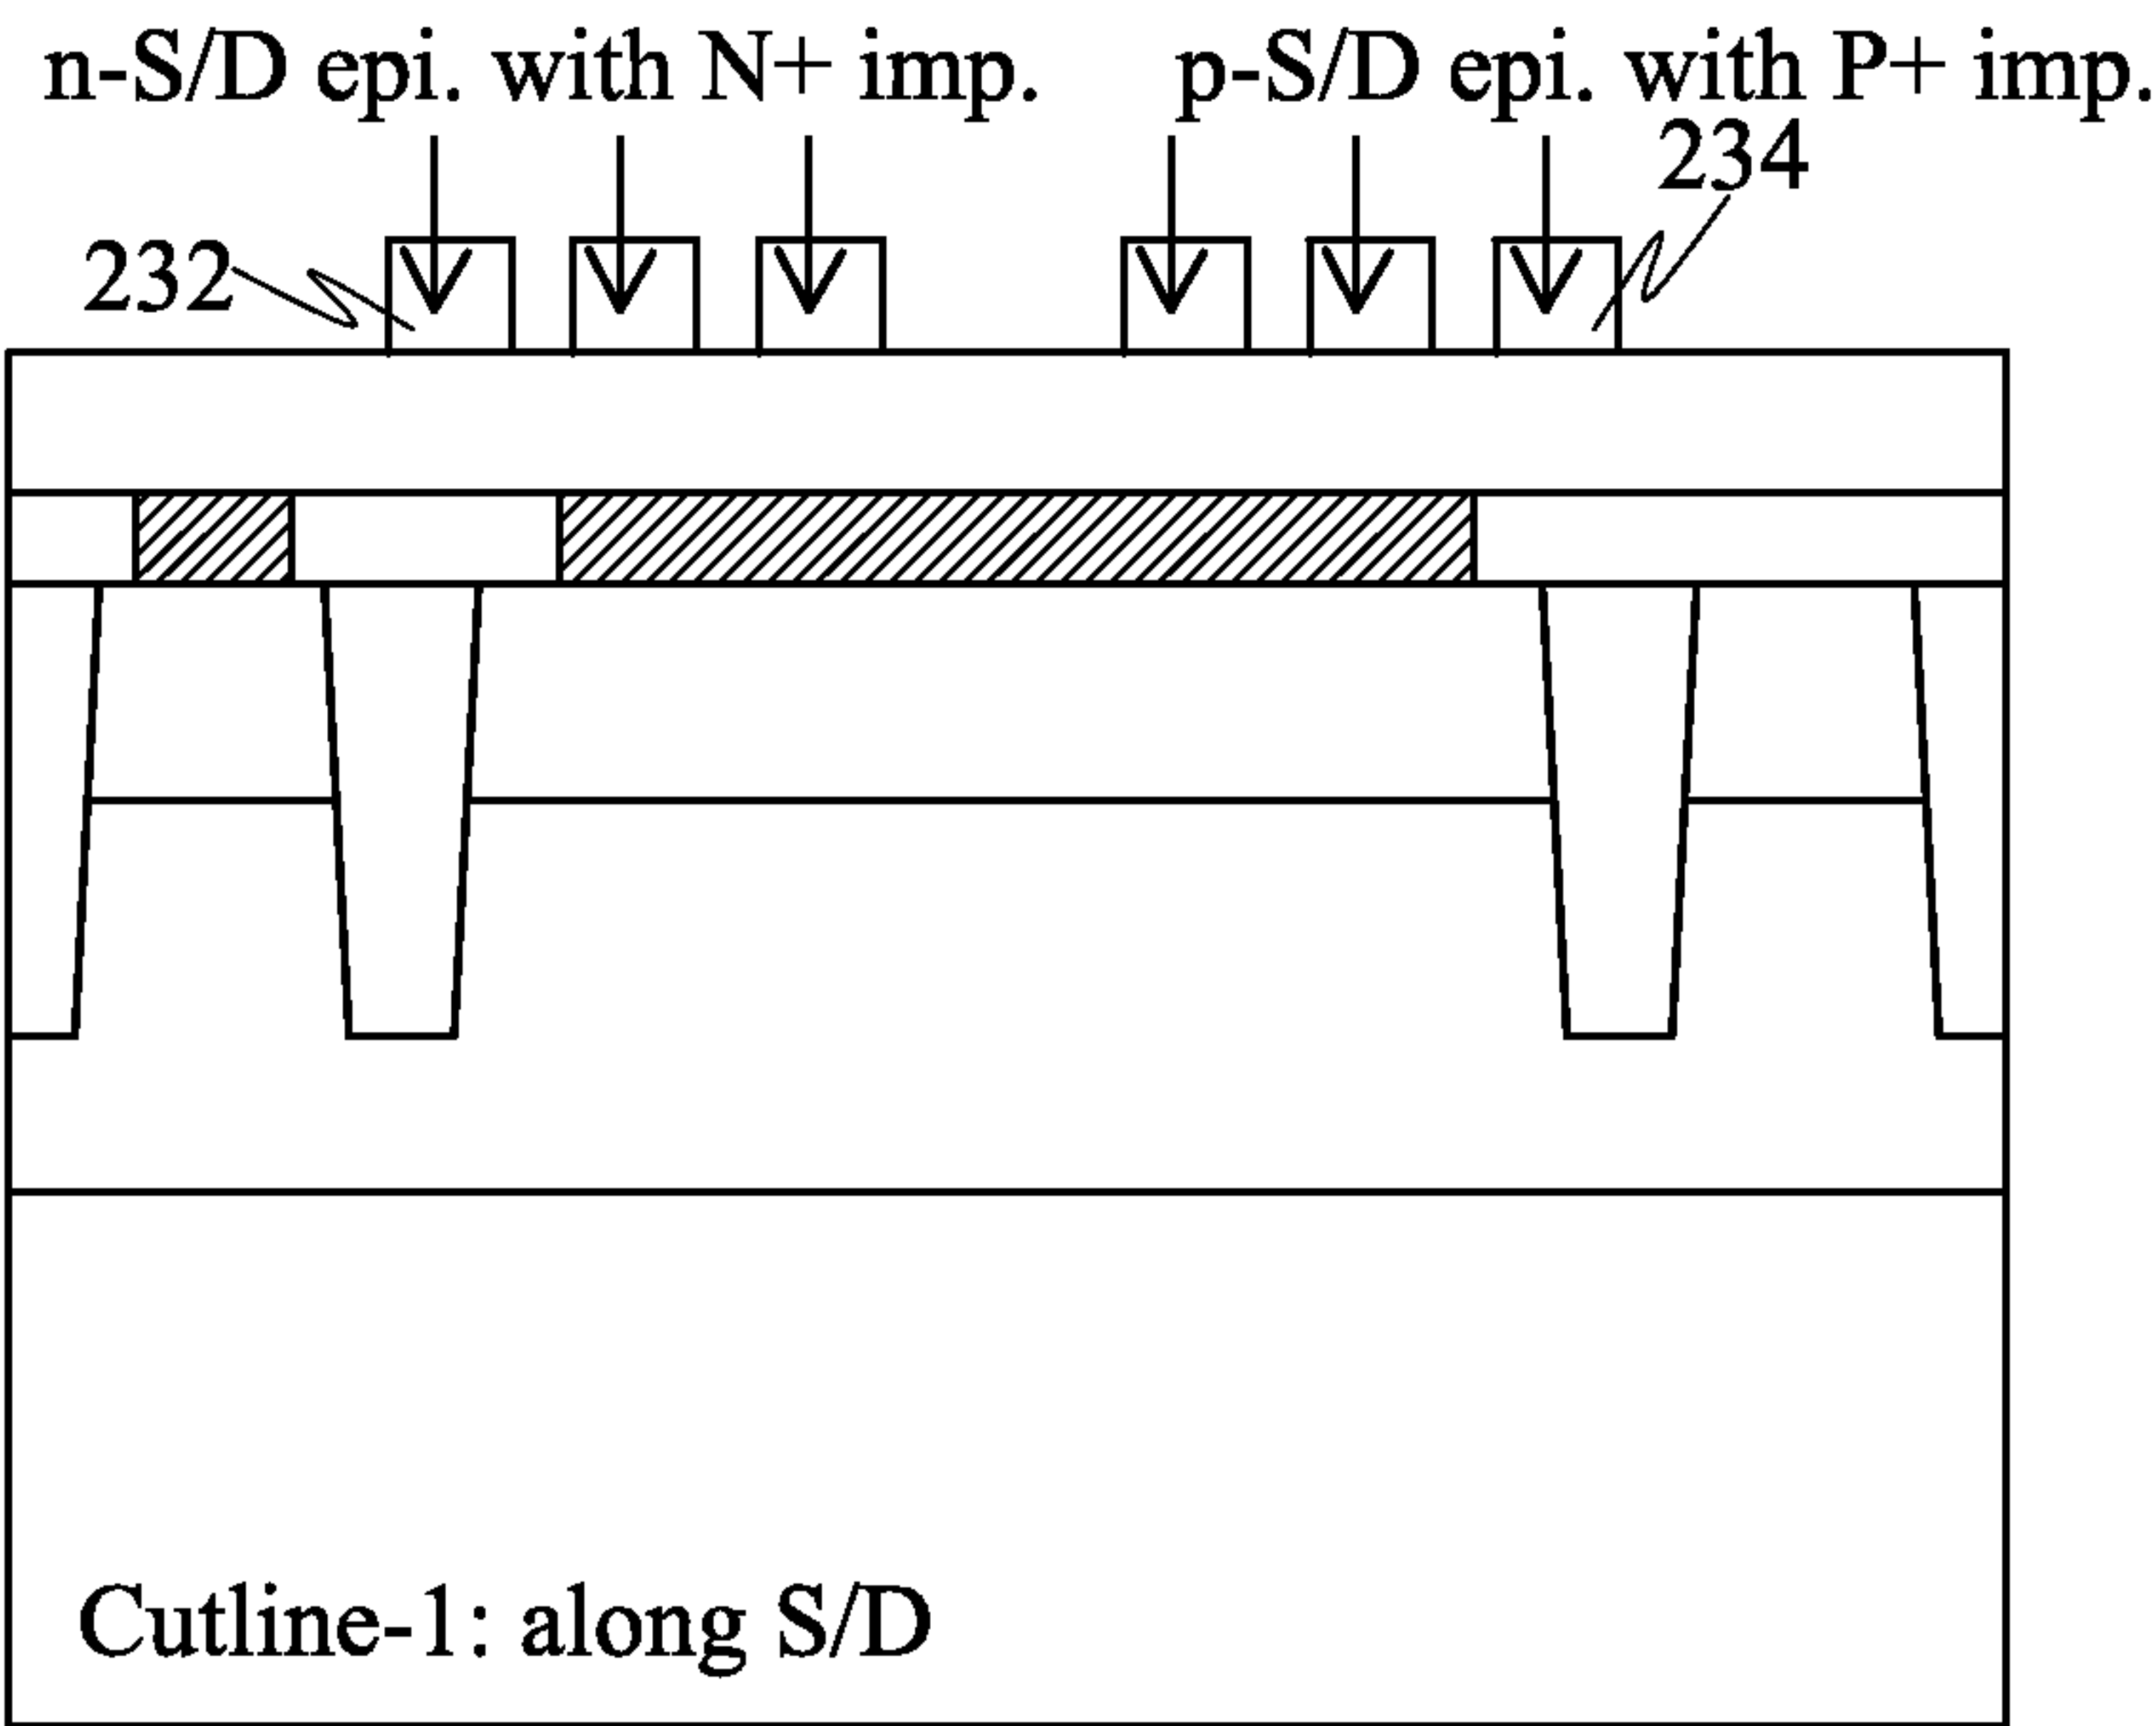 n-S/D epi. with N+ imp.
p-S/D epi. with P+ imp.
234
232
Cutline-1: along S/D